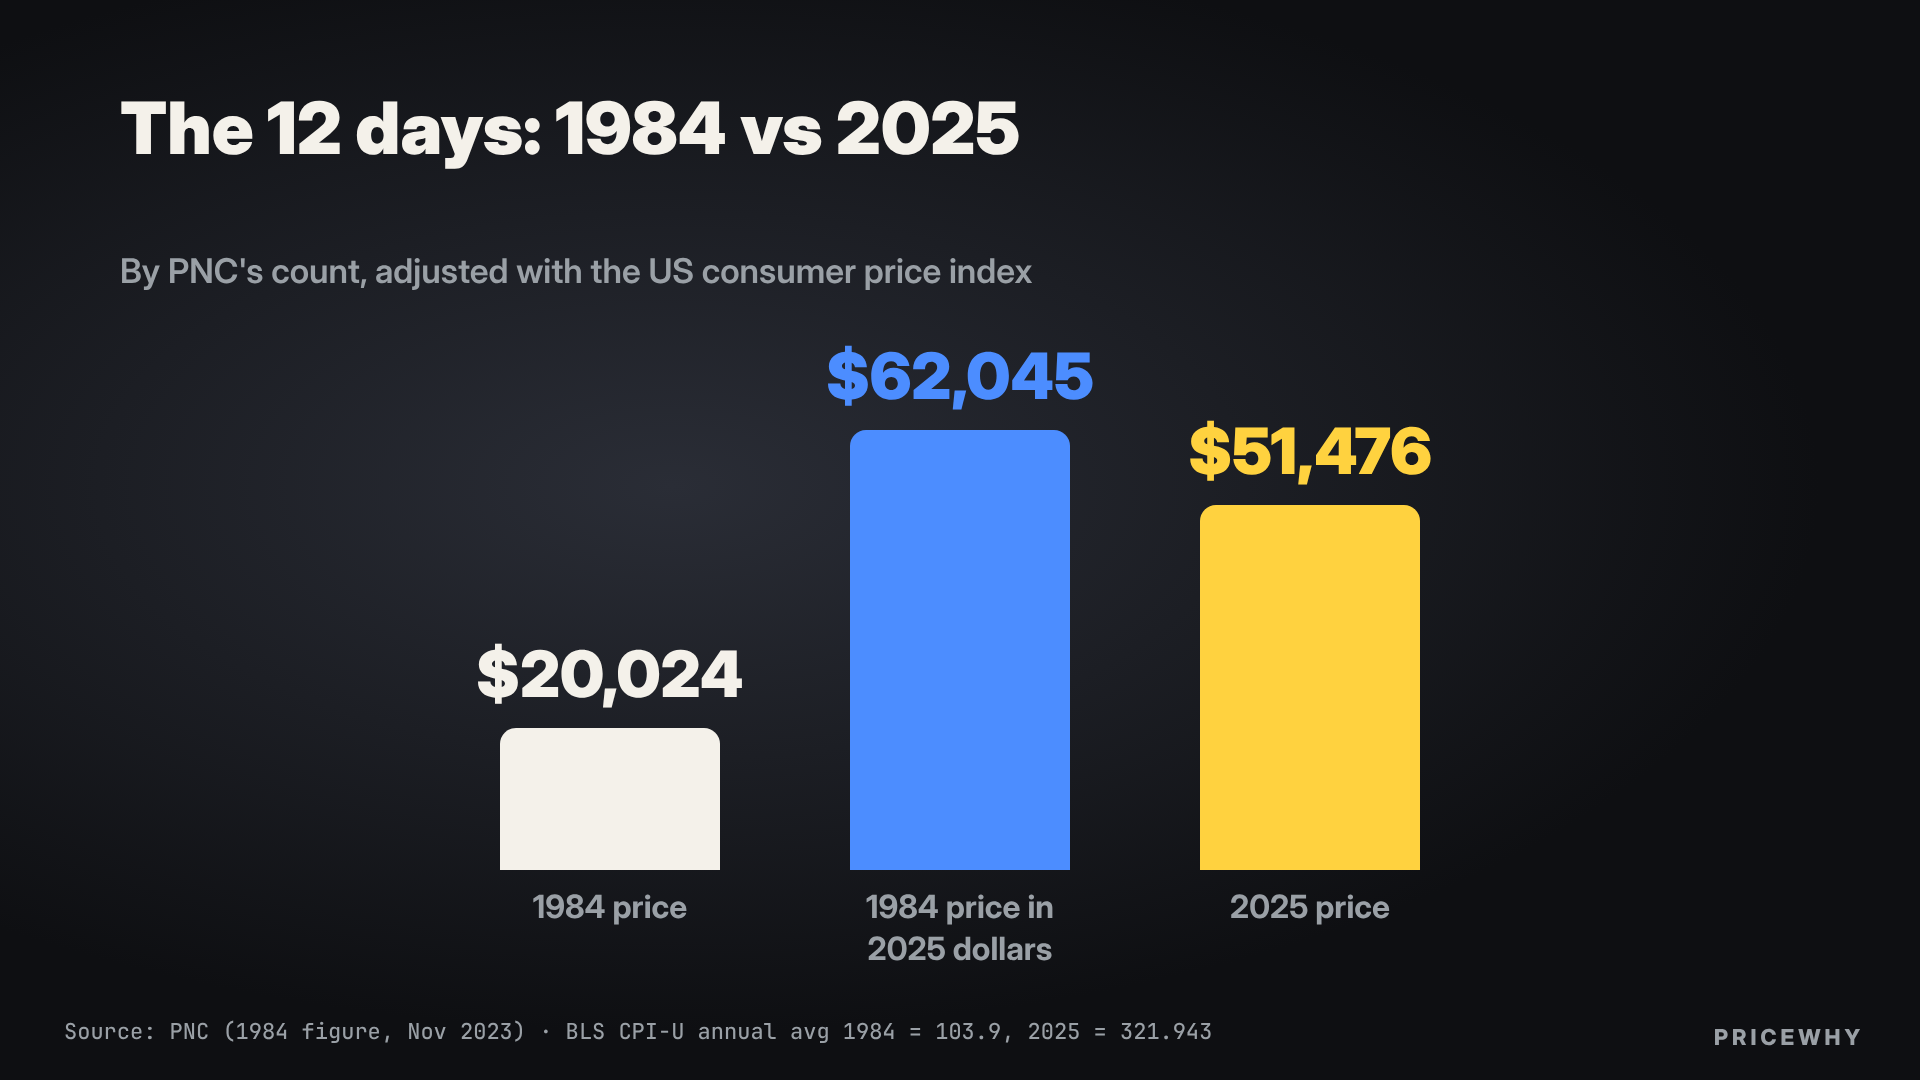 The 12 days: 1984 vs 2025
By PNC's count, adjusted with the US consumer price index
$62,045
$51,476
$20,024
1984 price
1984 price in
2025 dollars
2025 price
Source: PNC (1984 figure, Nov 2023) · BLS CPI-U annual avg 1984 = 103.9, 2025 = 321.943
PRICEWHY